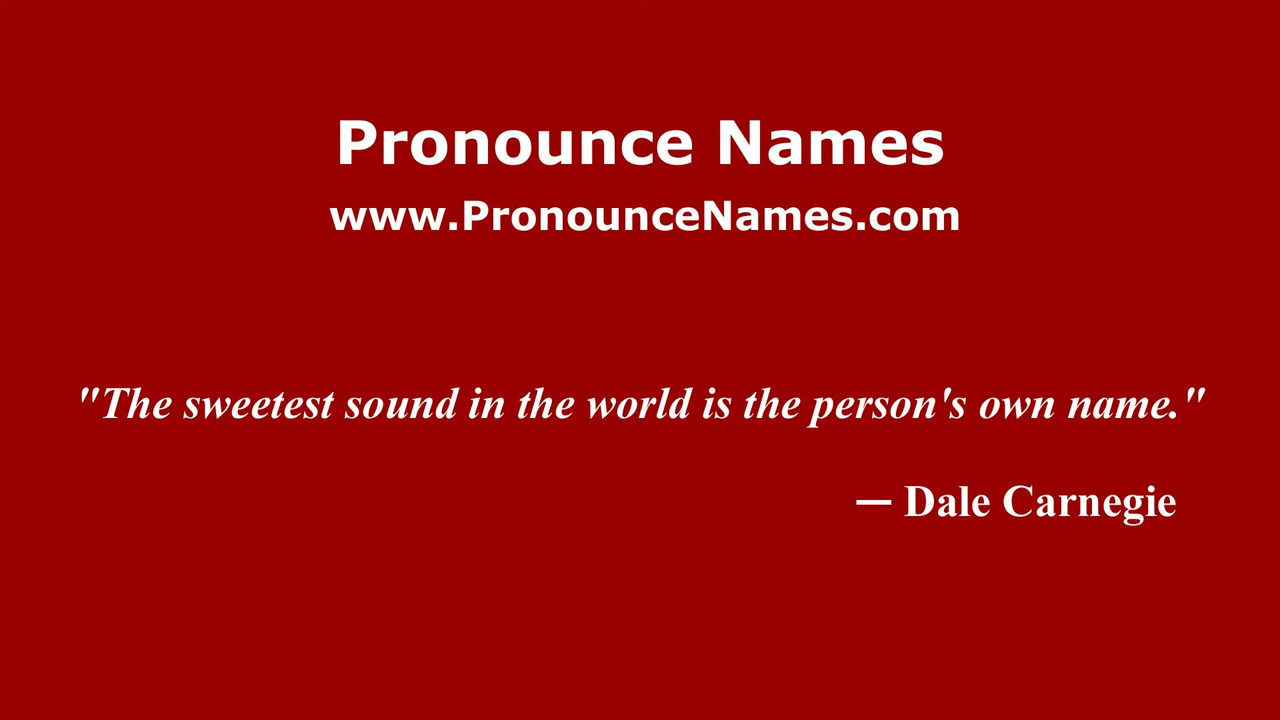 Pronounce Names
www.PronounceNames.com
"The sweetest sound in the world is the person's own name."
— Dale Carnegie